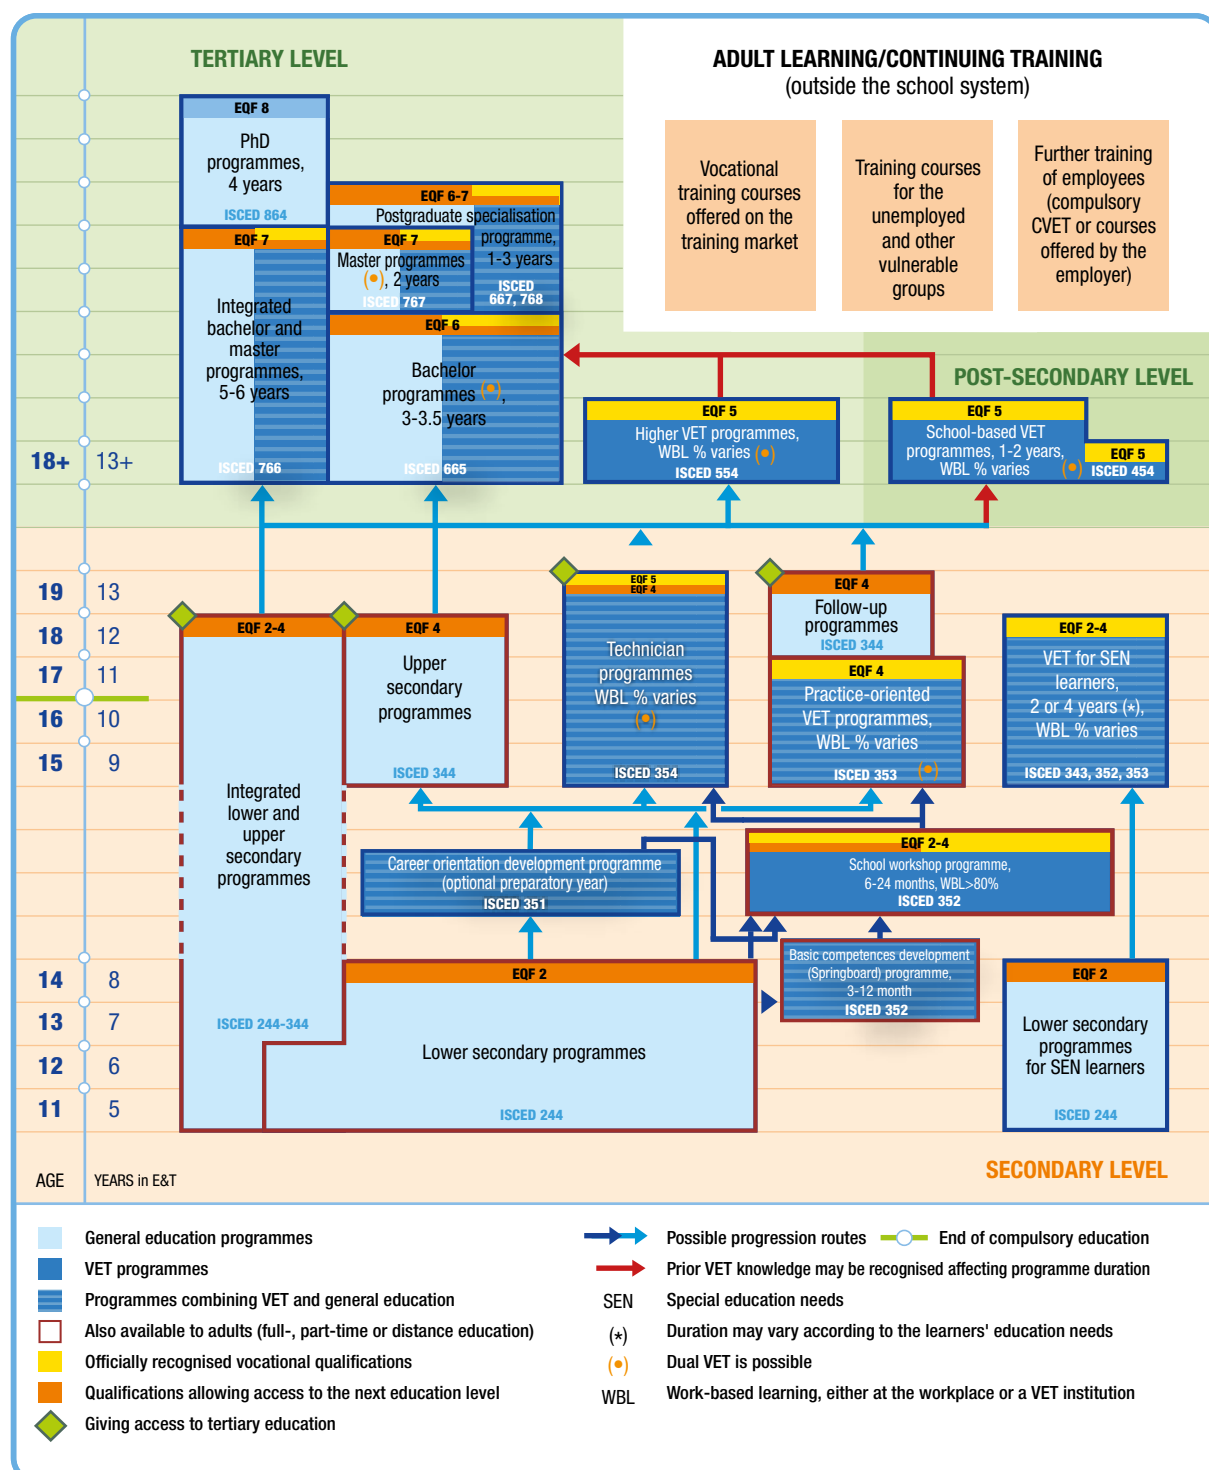 TERTIARY LEVEL
ADULT LEARNING/CONTINUING TRAINING
(outside the school system)
Vocational
training courses
offered on the
training market
Training courses
for the
unemployed
and other
vulnerable
groups
Further training
of employees
(compulsory
CVET or courses
offered by the
employer)
EQF 8
PhD
programmes,
4 years
ISCED 864
EQF 6-7
Postgraduate specialisation
programme,
1-3 years
ISCED
667, 768
EQF 7
Integrated
bachelor and
master
programmes,
5-6 years
ISCED 766
EQF 7
Master programmes
(•), 2 years
ISCED 767
EQF 6
Bachelor
programmes (•),
3-3.5 years
ISCED 665
POST-SECONDARY LEVEL
EQF 5
Higher VET programmes,
WBL % varies (•)
ISCED 554
EQF 5
School-based VET
programmes, 1-2 years,
WBL % varies (•)
EQF 5
ISCED 454
18+ 13+
19 13
18 12
17 11
16 10
15 9
14 8
13 7
12 6
11 5
AGE YEARS in E&T
EQF 2-4
Integrated
lower and
upper
secondary
programmes
ISCED 244-344
EQF 4
Upper
secondary
programmes
ISCED 344
EQF 5
EQF 4
Technician
programmes
WBL % varies
(•)
ISCED 354
EQF 4
Follow-up
programmes
ISCED 344
EQF 4
Practice-oriented
VET programmes,
WBL % varies
ISCED 353 (•)
EQF 2-4
VET for SEN
learners,
2 or 4 years (*),
WBL % varies
ISCED 343, 352, 353
Career orientation development programme
(optional preparatory year)
ISCED 351
EQF 2-4
School workshop programme,
6-24 months, WBL>80%
ISCED 352
Basic competences development
(Springboard) programme,
3-12 month
ISCED 352
EQF 2
Lower secondary programmes
ISCED 244
EQF 2
Lower secondary
programmes
for SEN learners
ISCED 244
SECONDARY LEVEL
General education programmes
VET programmes
Programmes combining VET and general education
Also available to adults (full-, part-time or distance education)
Officially recognised vocational qualifications
Qualifications allowing access to the next education level
Giving access to tertiary education
Possible progression routes
End of compulsory education
Prior VET knowledge may be recognised affecting programme duration
SEN Special education needs
(*) Duration may vary according to the learners' education needs
(•) Dual VET is possible
WBL Work-based learning, either at the workplace or a VET institution